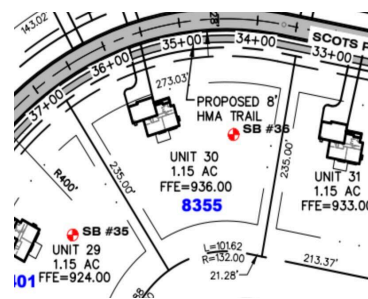 143.02
28'
35+00
34+00
SCOTS
33+00
36+00
37+00
273.03'
PROPOSED 8'
HMA TRAIL
SB #36
235.00'
235.00'
R400'
UNIT 30
1.15 AC
FFE=936.00
8355
UNIT 31
1.15 AC
FFE=933.00
SB #35
UNIT 29
1.15 AC
FFE=924.00
401
L=101.62
R=132.00
21.28'
213.37'
88